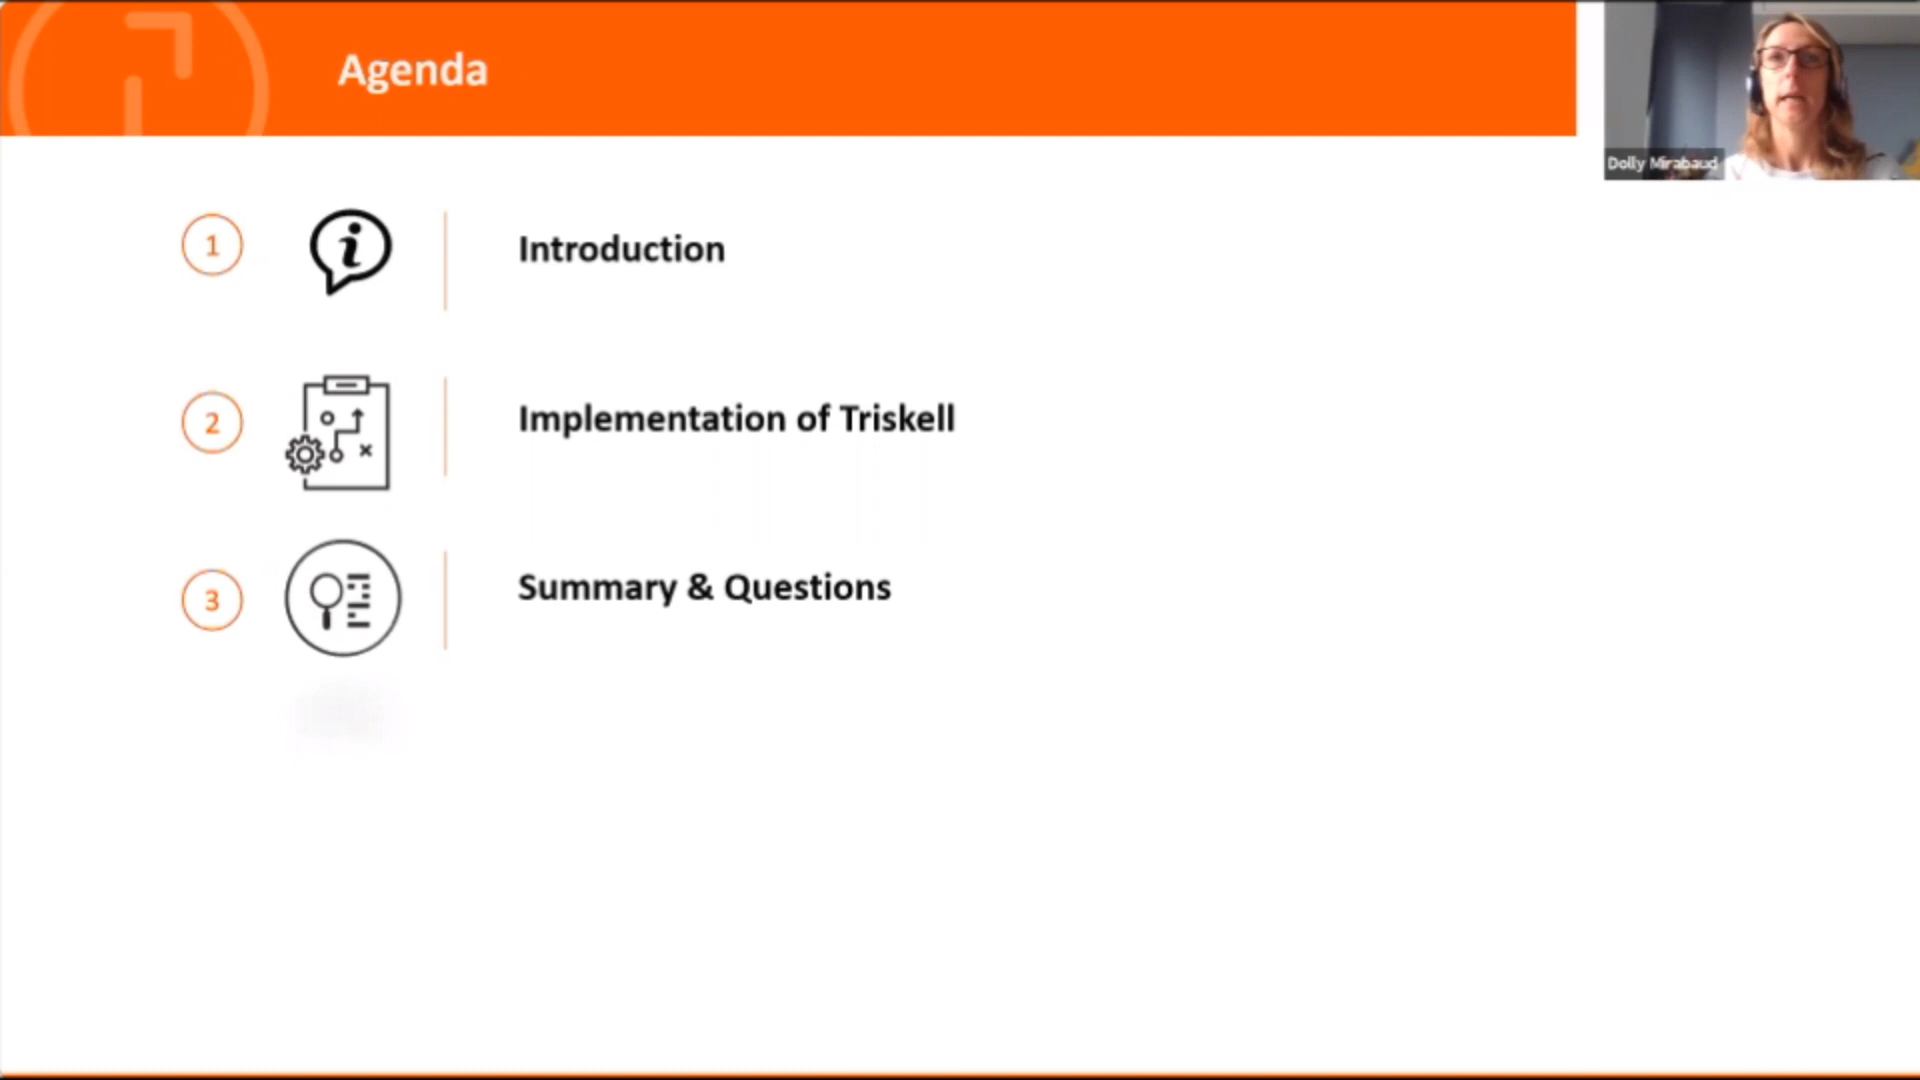 Agenda
Dolly Mirabaud
1
Introduction
2
Implementation of Triskell
3
Summary & Questions